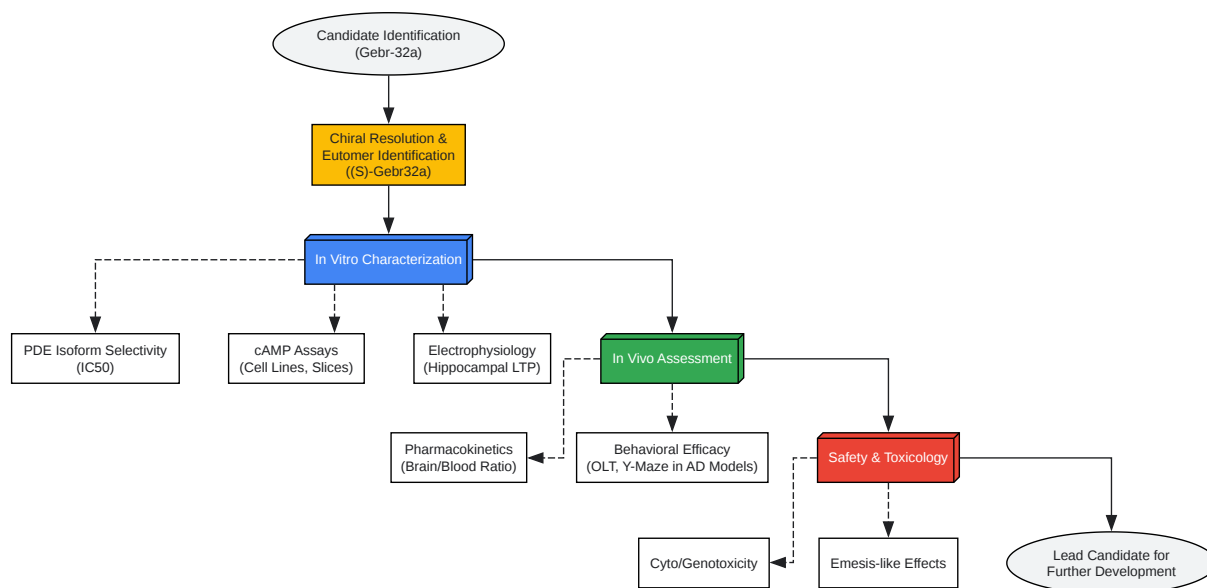 Candidate Identification
(Gebr-32a)
Chiral Resolution &
Eutomer Identification
((S)-Gebr32a)
In Vitro Characterization
PDE Isoform Selectivity
(IC50)
cAMP Assays
(Cell Lines, Slices)
Electrophysiology
(Hippocampal LTP)
In Vivo Assessment
Pharmacokinetics
(Brain/Blood Ratio)
Behavioral Efficacy
(OLT, Y-Maze in AD Models)
Safety & Toxicology
Cyto/Genotoxicity
Emesis-like Effects
Lead Candidate for
Further Development